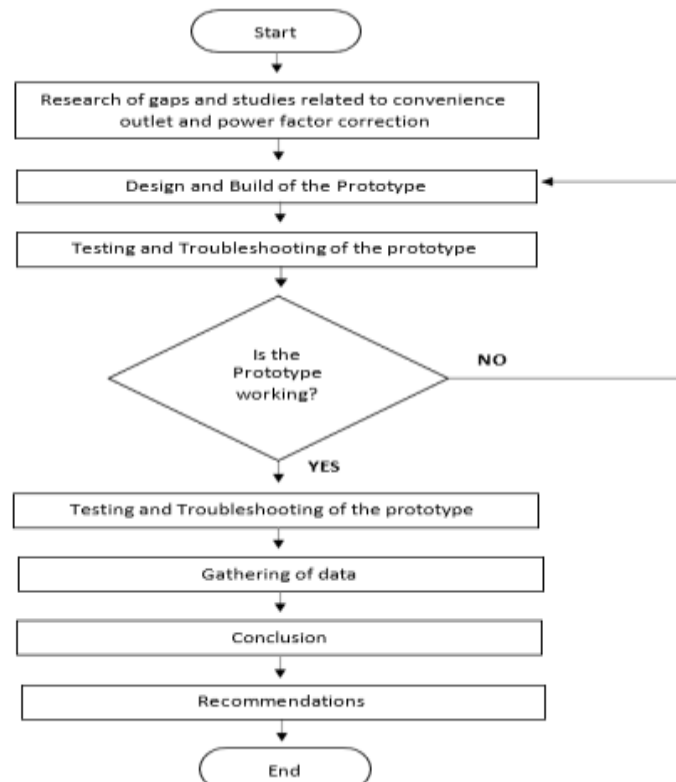 Start
Research of gaps and studies related to convenience
outlet and power factor correction
Design and Build of the Prototype
Testing and Troubleshooting of the prototype
Is the
Prototype
working?
NO
YES
Testing and Troubleshooting of the prototype
Gathering of data
Conclusion
Recommendations
End